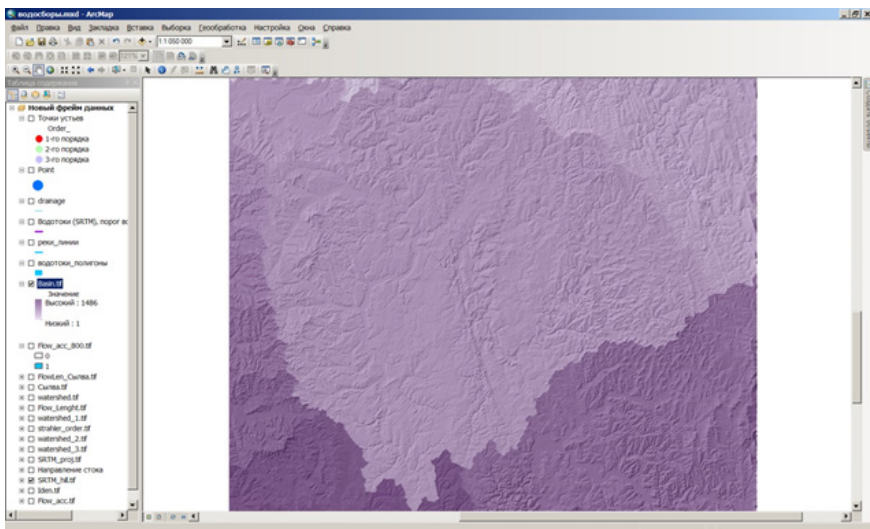 водосборы.mxd - ArcMap
Файл Правка Вид Закладка Вставка Выборка Геообработка Настройка Окна Справка
1:1 050 000
Таблица содержания
Новый фрейм данных
Точки устьев
Order_
1-го порядка
2-го порядка
3-го порядка
Point
drainage
Водотоки (SRTM), порог во
реки_линии
водотоки_полигоны
Basin.tif
Значение
Высокий : 1486
Низкий : 1
Flow_acc_800.tif
0
1
FlowLen_Сылва.tif
Сылва.tif
watershed.tif
Flow_Lenght.tif
watershed_1.tif
strahler_order.tif
watershed_2.tif
watershed_3.tif
SRTM_proj.tif
Направление стока
SRTM_hill.tif
Iden.tif
Flow_acc.tif